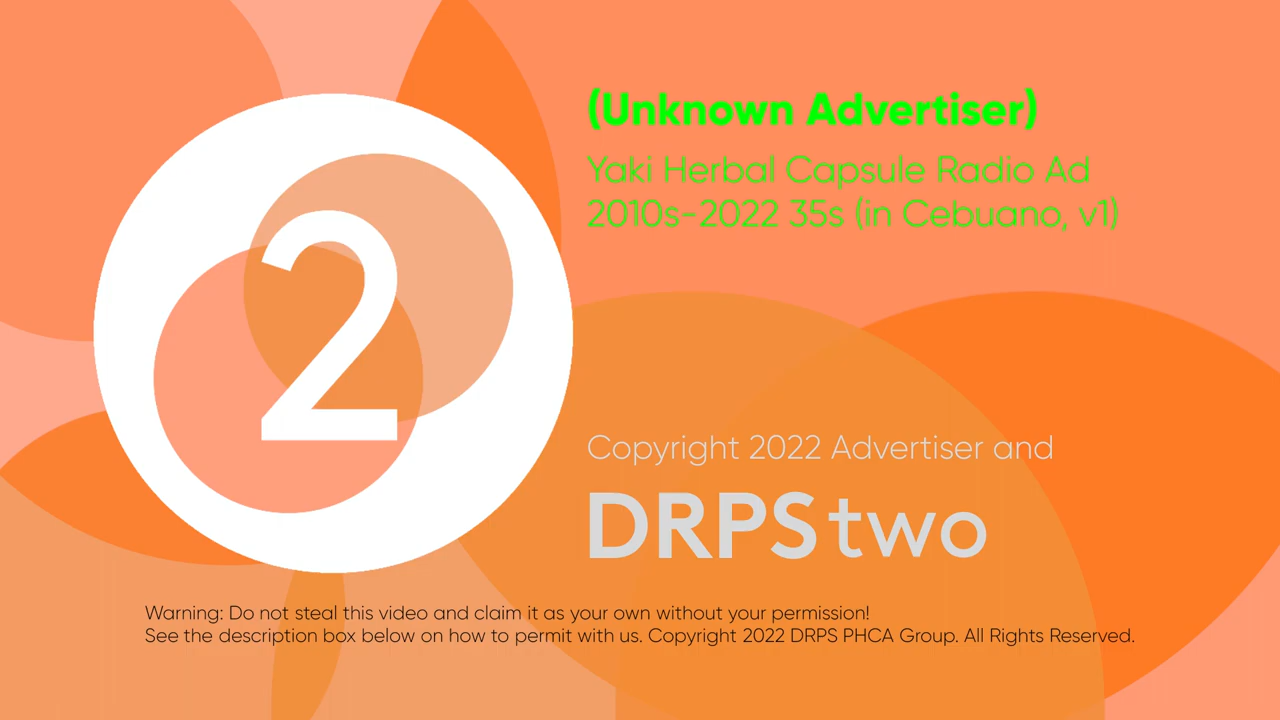 2
(Unknown Advertiser)
Yaki Herbal Capsule Radio Ad
2010s-2022 35s (in Cebuano, v1)
Copyright 2022 Advertiser and
DRPS two
Warning: Do not steal this video and claim it as your own without your permission!
See the description box below on how to permit with us. Copyright 2022 DRPS PHCA Group. All Rights Reserved.